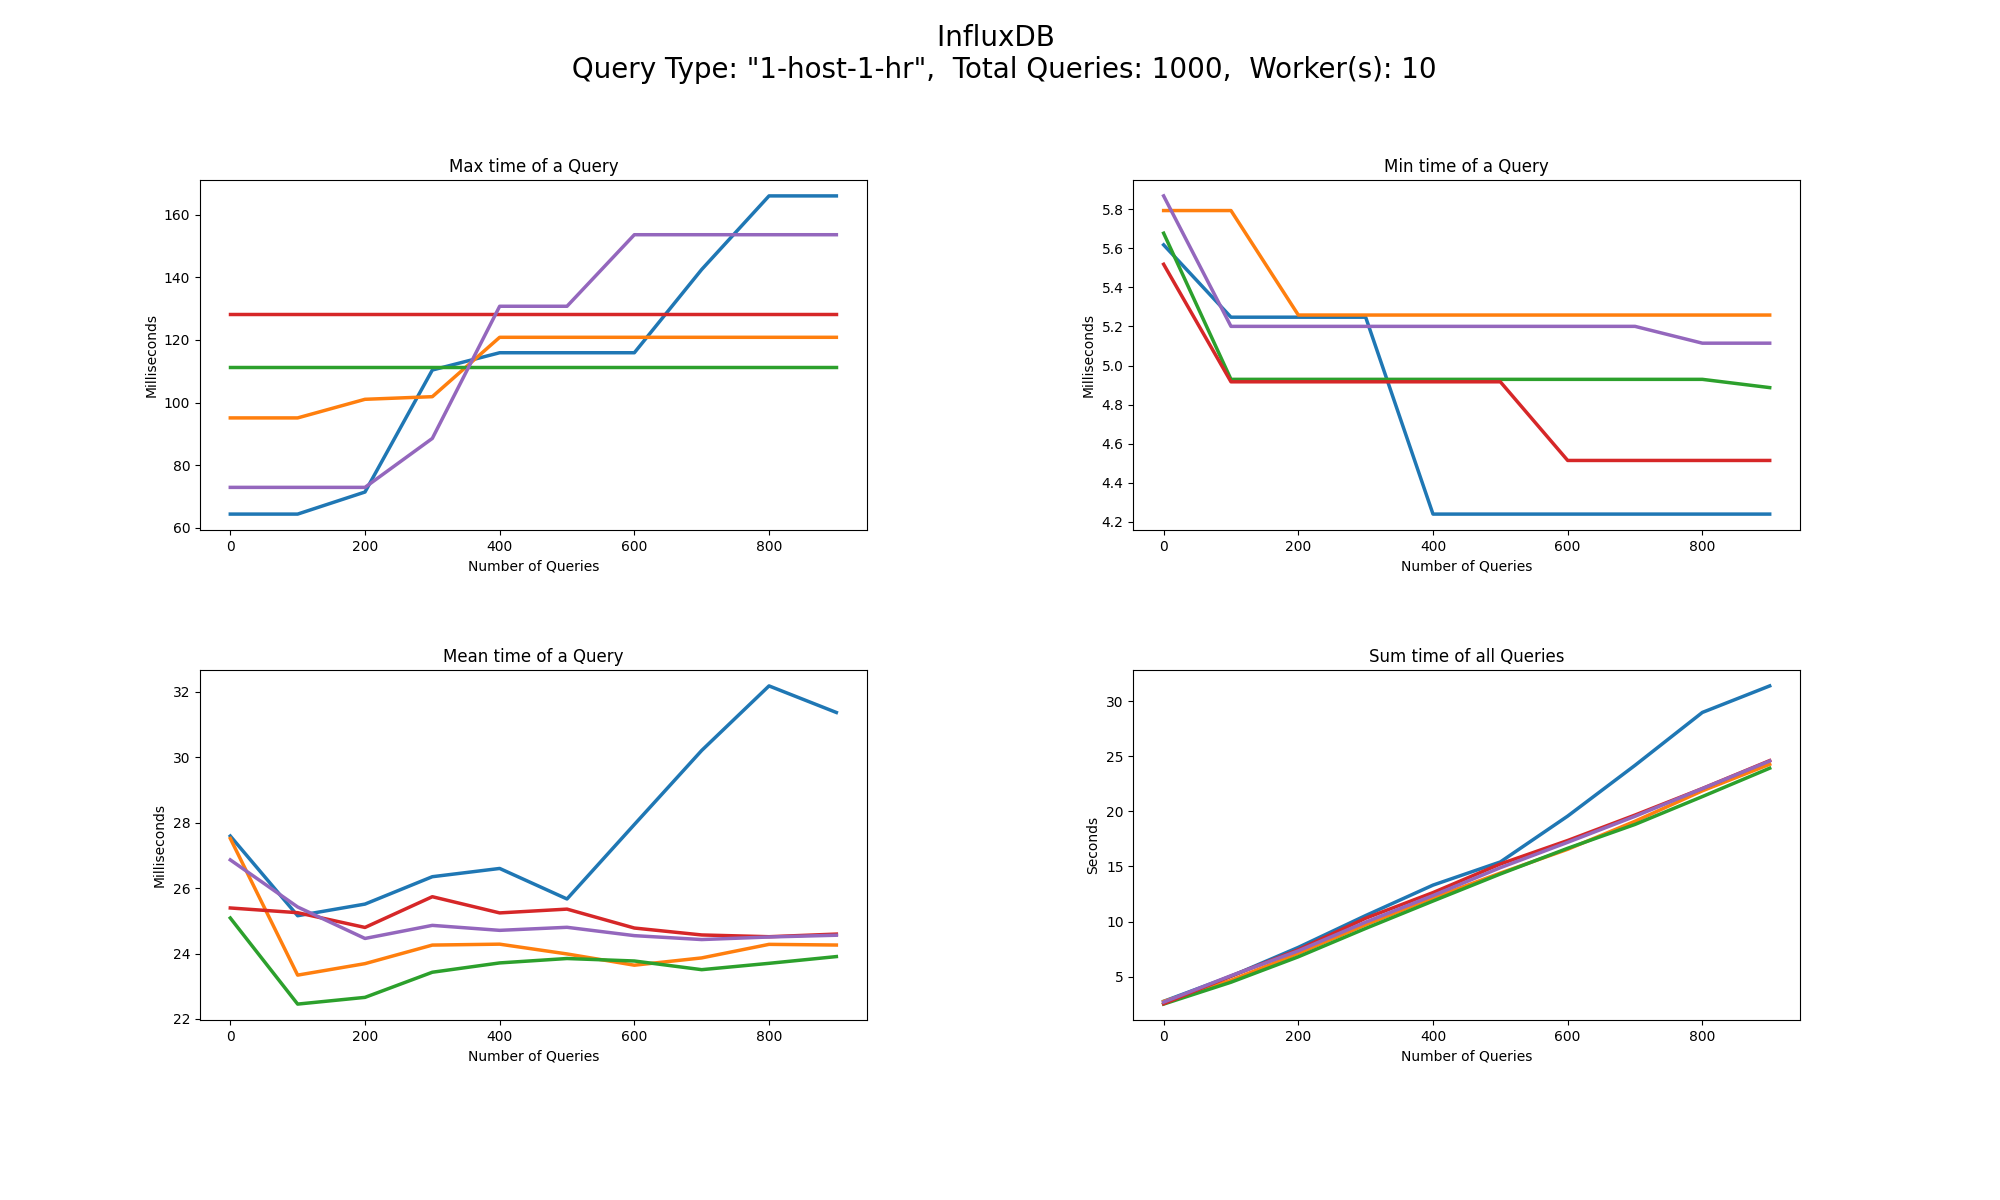 InfluxDB
Query Type: "1-host-1-hr",  Total Queries: 1000,  Worker(s): 10
Max time of a Query
160
140
120
100
80
60
Milliseconds
0 200 400 600 800
Number of Queries
Min time of a Query
5.8
5.6
5.4
5.2
5.0
4.8
4.6
4.4
4.2
Milliseconds
0 200 400 600 800
Number of Queries
Mean time of a Query
32
30
28
26
24
22
Milliseconds
0 200 400 600 800
Number of Queries
Sum time of all Queries
30
25
20
15
10
5
Seconds
0 200 400 600 800
Number of Queries